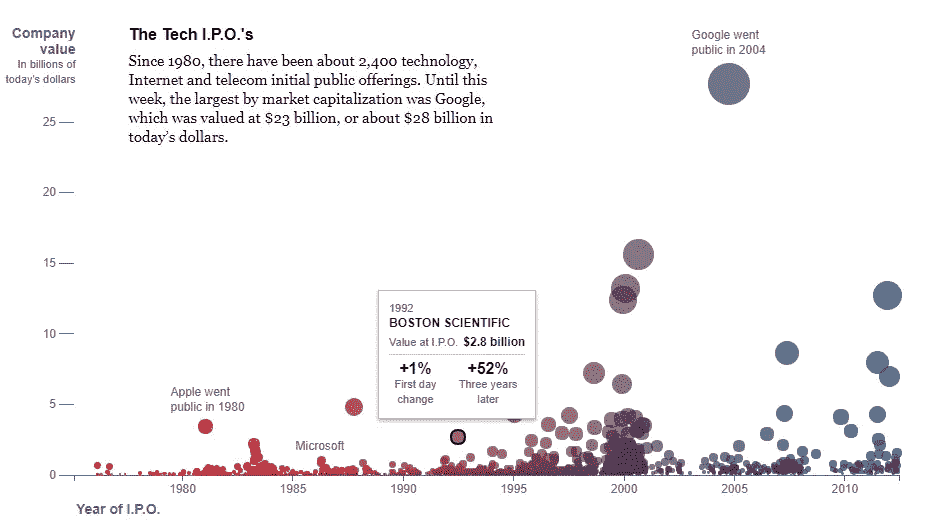 Company
value
In billions of
today's dollars
The Tech I.P.O.'s
Since 1980, there have been about 2,400 technology,
Internet and telecom initial public offerings. Until this
week, the largest by market capitalization was Google,
which was valued at $23 billion, or about $28 billion in
today's dollars.
Google went
public in 2004
25
20
15
10
5
0
1992
BOSTON SCIENTIFIC
Value at I.P.O. $2.8 billion
+1% +52%
First day Three years
change later
Apple went
public in 1980
Microsoft
1980 1985 1990 1995 2000 2005 2010
Year of I.P.O.